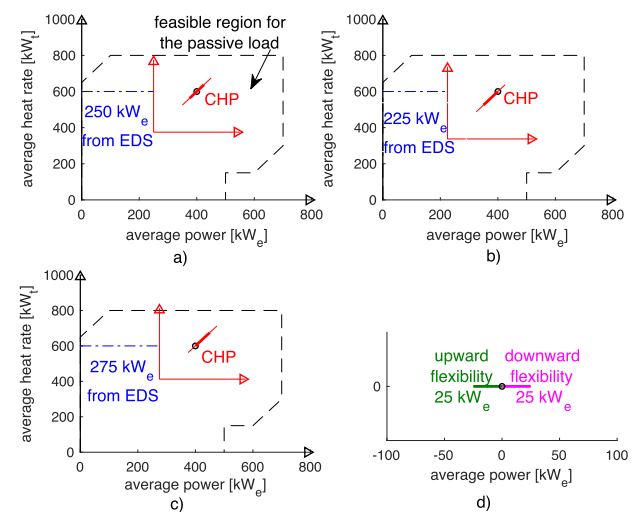 feasible region for
the passive load
1000
800
600
400
200
0
average heat rate [kWt]
CHP
250 kWe
from EDS
0
200
400
600
800
average power [kWe]
a)
1000
800
600
400
200
0
average heat rate [kWt]
CHP
225 kWe
from EDS
0
200
400
600
800
average power [kWe]
b)
1000
800
600
400
200
0
average heat rate [kWt]
CHP
275 kWe
from EDS
0
200
400
600
800
average power [kWe]
c)
upward
flexibility
25 kWe
downward
flexibility
25 kWe
0
-100
-50
0
50
100
average power [kWe]
d)